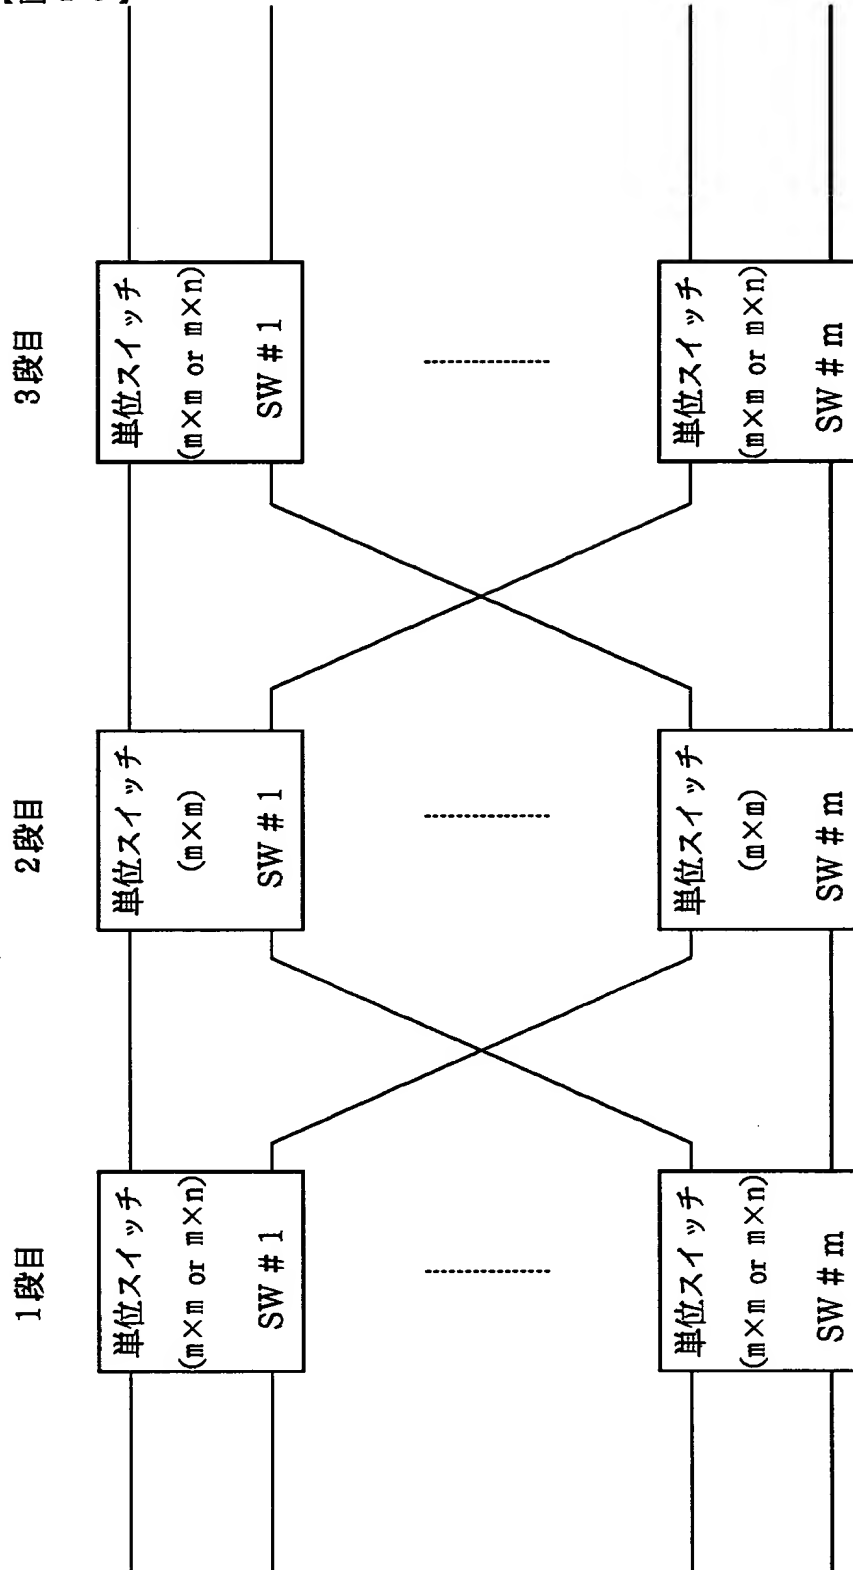 1段目
単位スイッチ
(m×m or m×n)
SW #1
単位スイッチ
(m×m or m×n)
SW #m
2段目
単位スイッチ
(m×m)
SW #1
単位スイッチ
(m×m)
SW #m
3段目
単位スイッチ
(m×m or m×n)
SW #1
単位スイッチ
(m×m or m×n)
SW #m